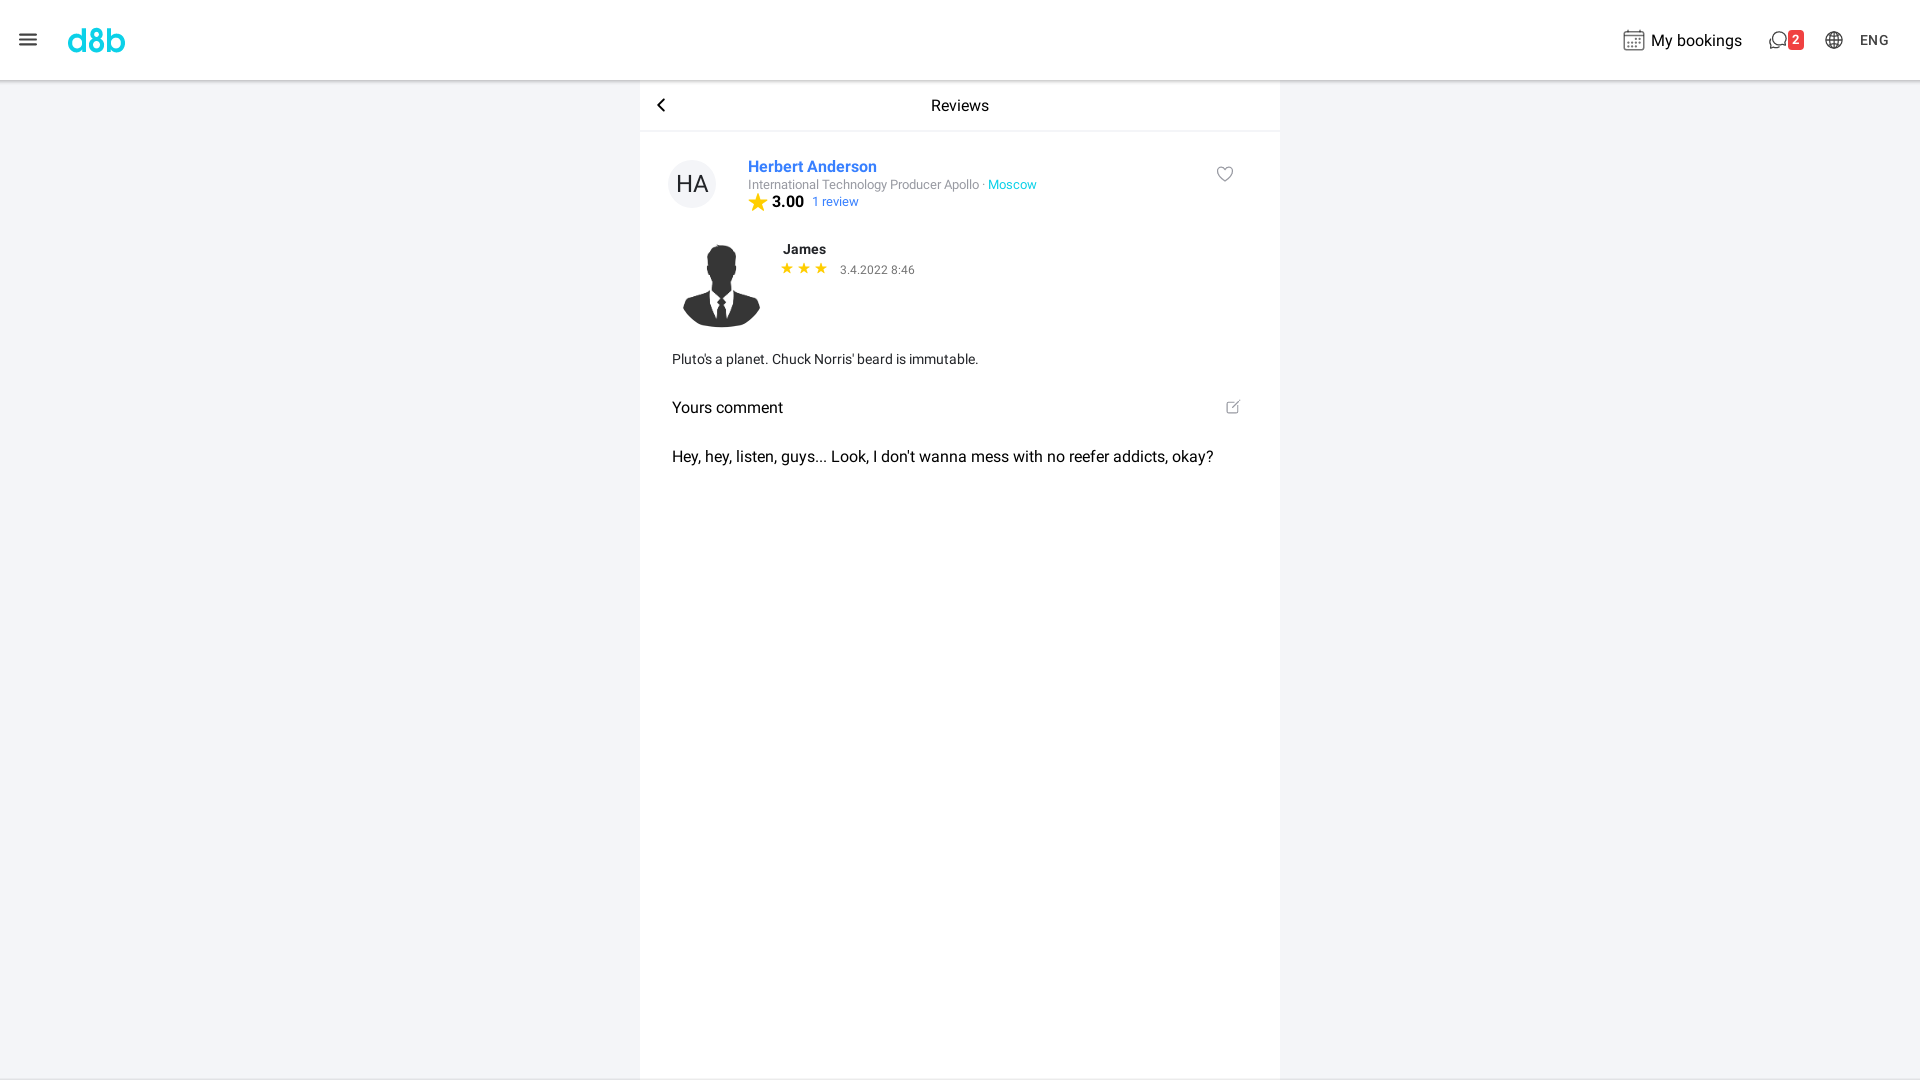 d8b
My bookings
2
ENG
Reviews
HA
Herbert Anderson
International Technology Producer Apollo · Moscow
3.00 1 review
James
3.4.2022 8:46
Pluto's a planet. Chuck Norris' beard is immutable.
Yours comment
Hey, hey, listen, guys... Look, I don't wanna mess with no reefer addicts, okay?